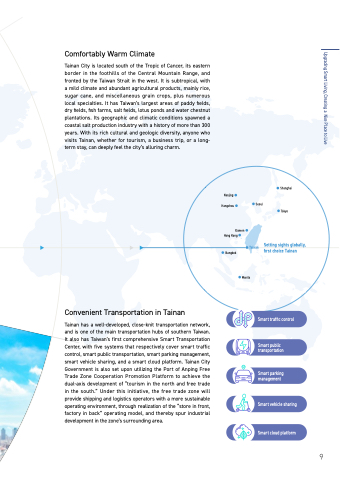 Comfortably Warm Climate
Tainan City is located south of the Tropic of Cancer, its eastern
border in the foothills of the Central Mountain Range, and
fronted by the Taiwan Strait in the west. It is subtropical, with
a mild climate and abundant agricultural products, mainly rice,
sugar cane, and miscellaneous grain crops, plus numerous
local specialties. It has Taiwan's largest areas of paddy fields,
dry fields, fish farms, salt fields, lotus ponds and water chestnut
plantations. Its geographic and climatic conditions spawned a
coastal salt production industry with a history of more than 300
years. With its rich cultural and geologic diversity, anyone who
visits Tainan, whether for tourism, a business trip, or a long-
term stay, can deeply feel the city's alluring charm.
Upgrading Smart Living, Creating a New Place to Live
Shanghai
Nanjing
Hangzhou
Seoul
Tokyo
Xiamen
Hong Kong
Bangkok
Manila
Settling sights globally,
first choice Tainan
Convenient Transportation in Tainan
Tainan has a well-developed, close-knit transportation network,
and is one of the main transportation hubs of southern Taiwan.
It also has Taiwan's first comprehensive Smart Transportation
Center, with five systems that respectively cover smart traffic
control, smart public transportation, smart parking management,
smart vehicle sharing, and a smart cloud platform. Tainan City
Government is also set upon utilizing the Port of Anping Free
Trade Zone Cooperation Promotion Platform to achieve the
dual-axis development of "tourism in the north and free trade
in the south." Under this initiative, the free trade zone will
provide shipping and logistics operators with a more sustainable
operating environment, through realization of the "store in front,
factory in back" operating model, and thereby spur industrial
development in the zone's surrounding area.
Smart traffic control
Smart public
transportation
Smart parking
management
Smart vehicle sharing
Smart cloud platform
9